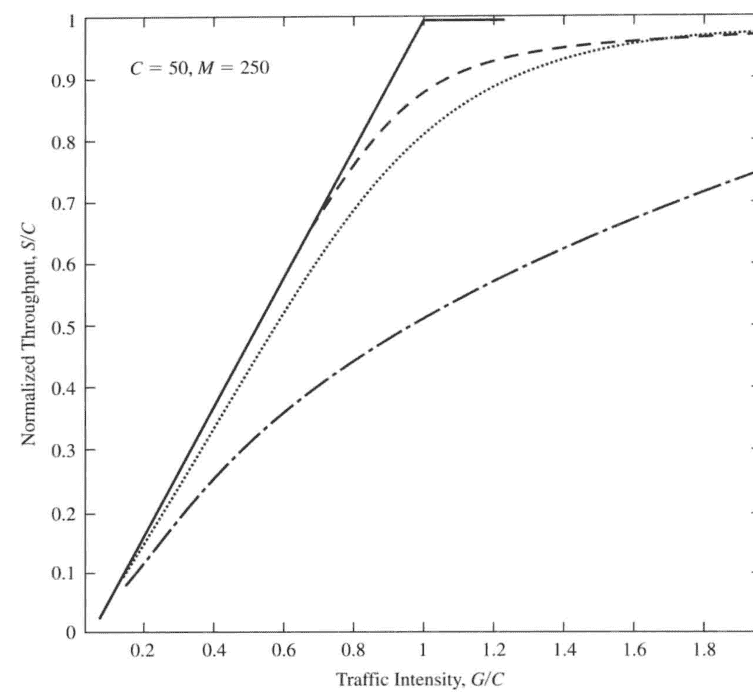 1
C = 50, M = 250
0.9
0.8
0.7
0.6
0.5
0.4
0.3
0.2
0.1
0
Normalized Throughput, S/C
0.2 0.4 0.6 0.8 1 1.2 1.4 1.6 1.8
Traffic Intensity, G/C